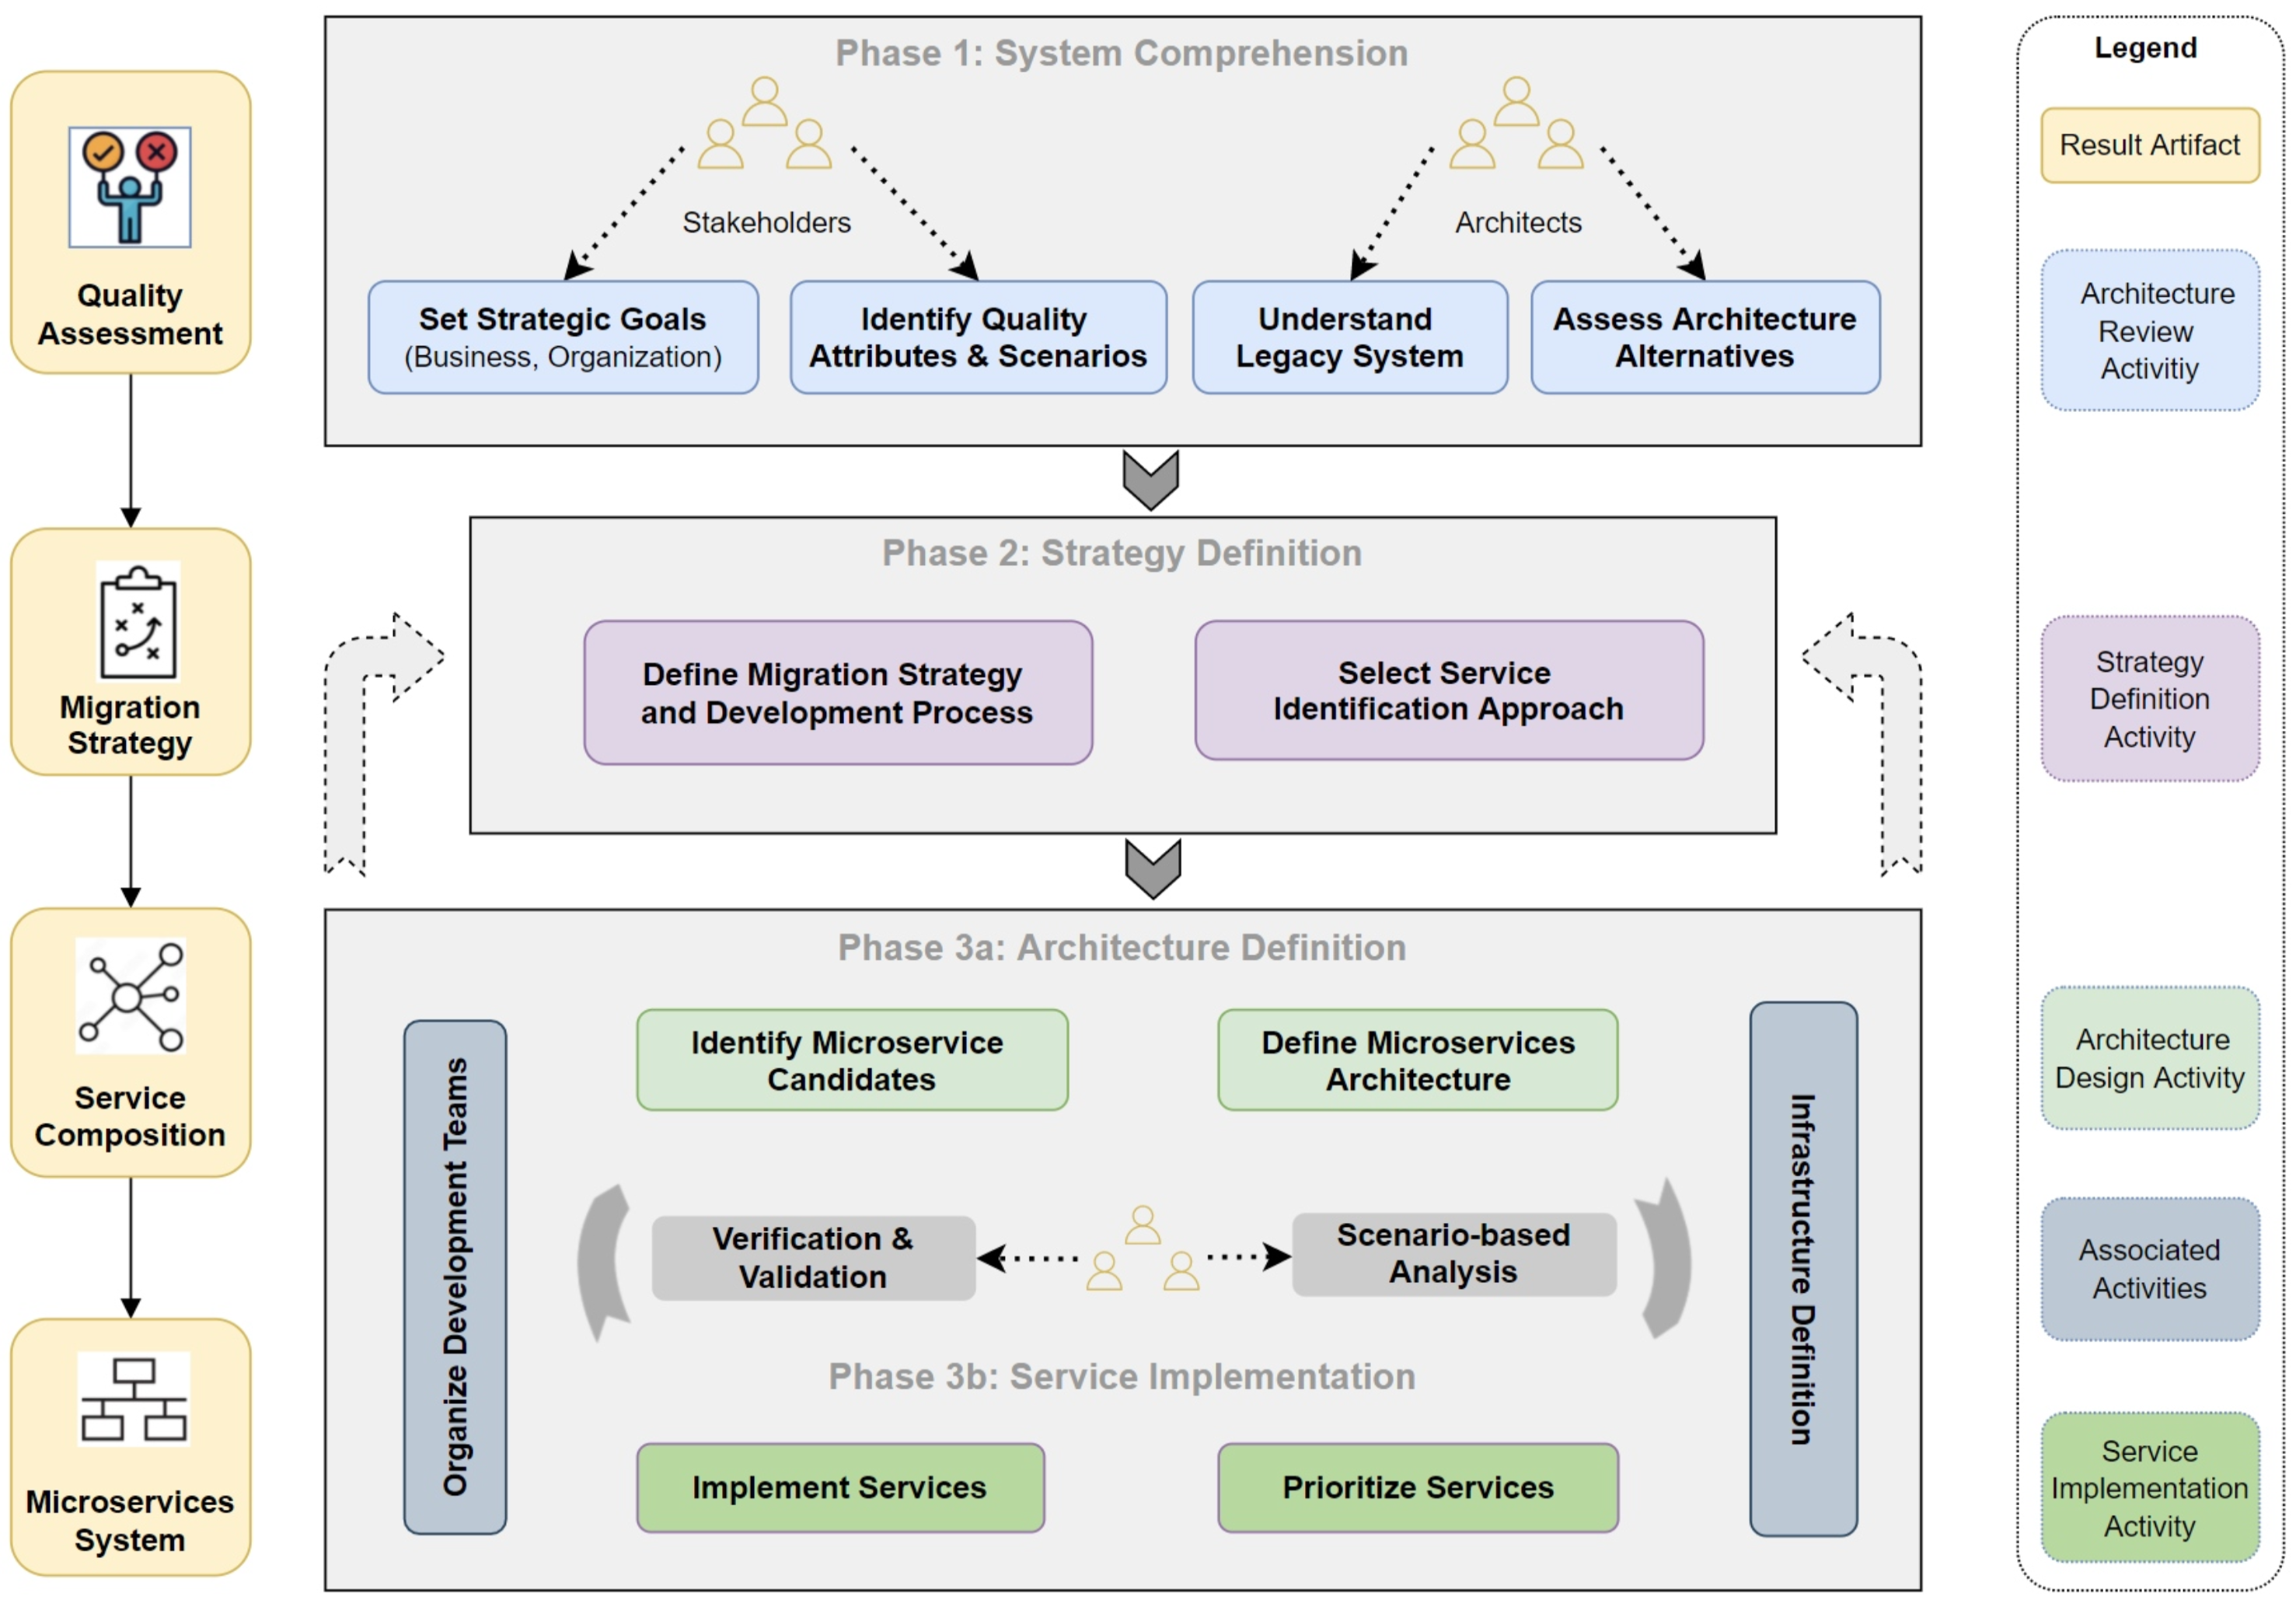 Quality
Assessment
Migration
Strategy
Service
Composition
Microservices
System
Phase 1: System Comprehension
Stakeholders
Architects
Set Strategic Goals
(Business, Organization)
Identify Quality
Attributes & Scenarios
Understand
Legacy System
Assess Architecture
Alternatives
Phase 2: Strategy Definition
Define Migration Strategy
and Development Process
Select Service
Identification Approach
Phase 3a: Architecture Definition
Organize Development Teams
Identify Microservice
Candidates
Define Microservices
Architecture
Infrastructure Definition
Verification &
Validation
Scenario-based
Analysis
Phase 3b: Service Implementation
Implement Services
Prioritize Services
Legend
Result Artifact
Architecture
Review
Activitiy
Strategy
Definition
Activity
Architecture
Design Activity
Associated
Activities
Service
Implementation
Activity